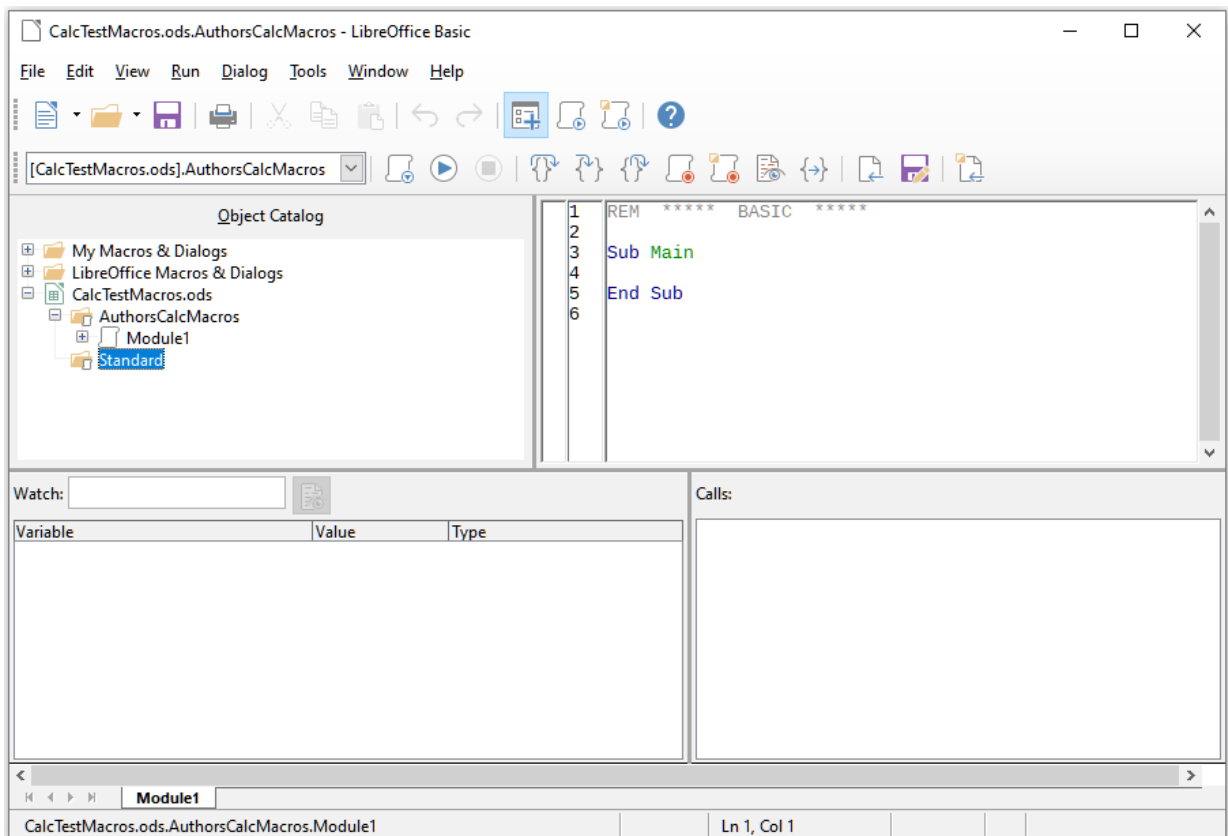 CalcTestMacros.ods.AuthorsCalcMacros - LibreOffice Basic
File Edit View Run Dialog Tools Window Help
[CalcTestMacros.ods].AuthorsCalcMacros
Object Catalog
My Macros & Dialogs
LibreOffice Macros & Dialogs
CalcTestMacros.ods
AuthorsCalcMacros
Module1
Standard
1 REM ***** BASIC *****
2
3 Sub Main
4
5 End Sub
6
Watch:
Variable Value Type
Calls:
Module1
CalcTestMacros.ods.AuthorsCalcMacros.Module1 Ln 1, Col 1